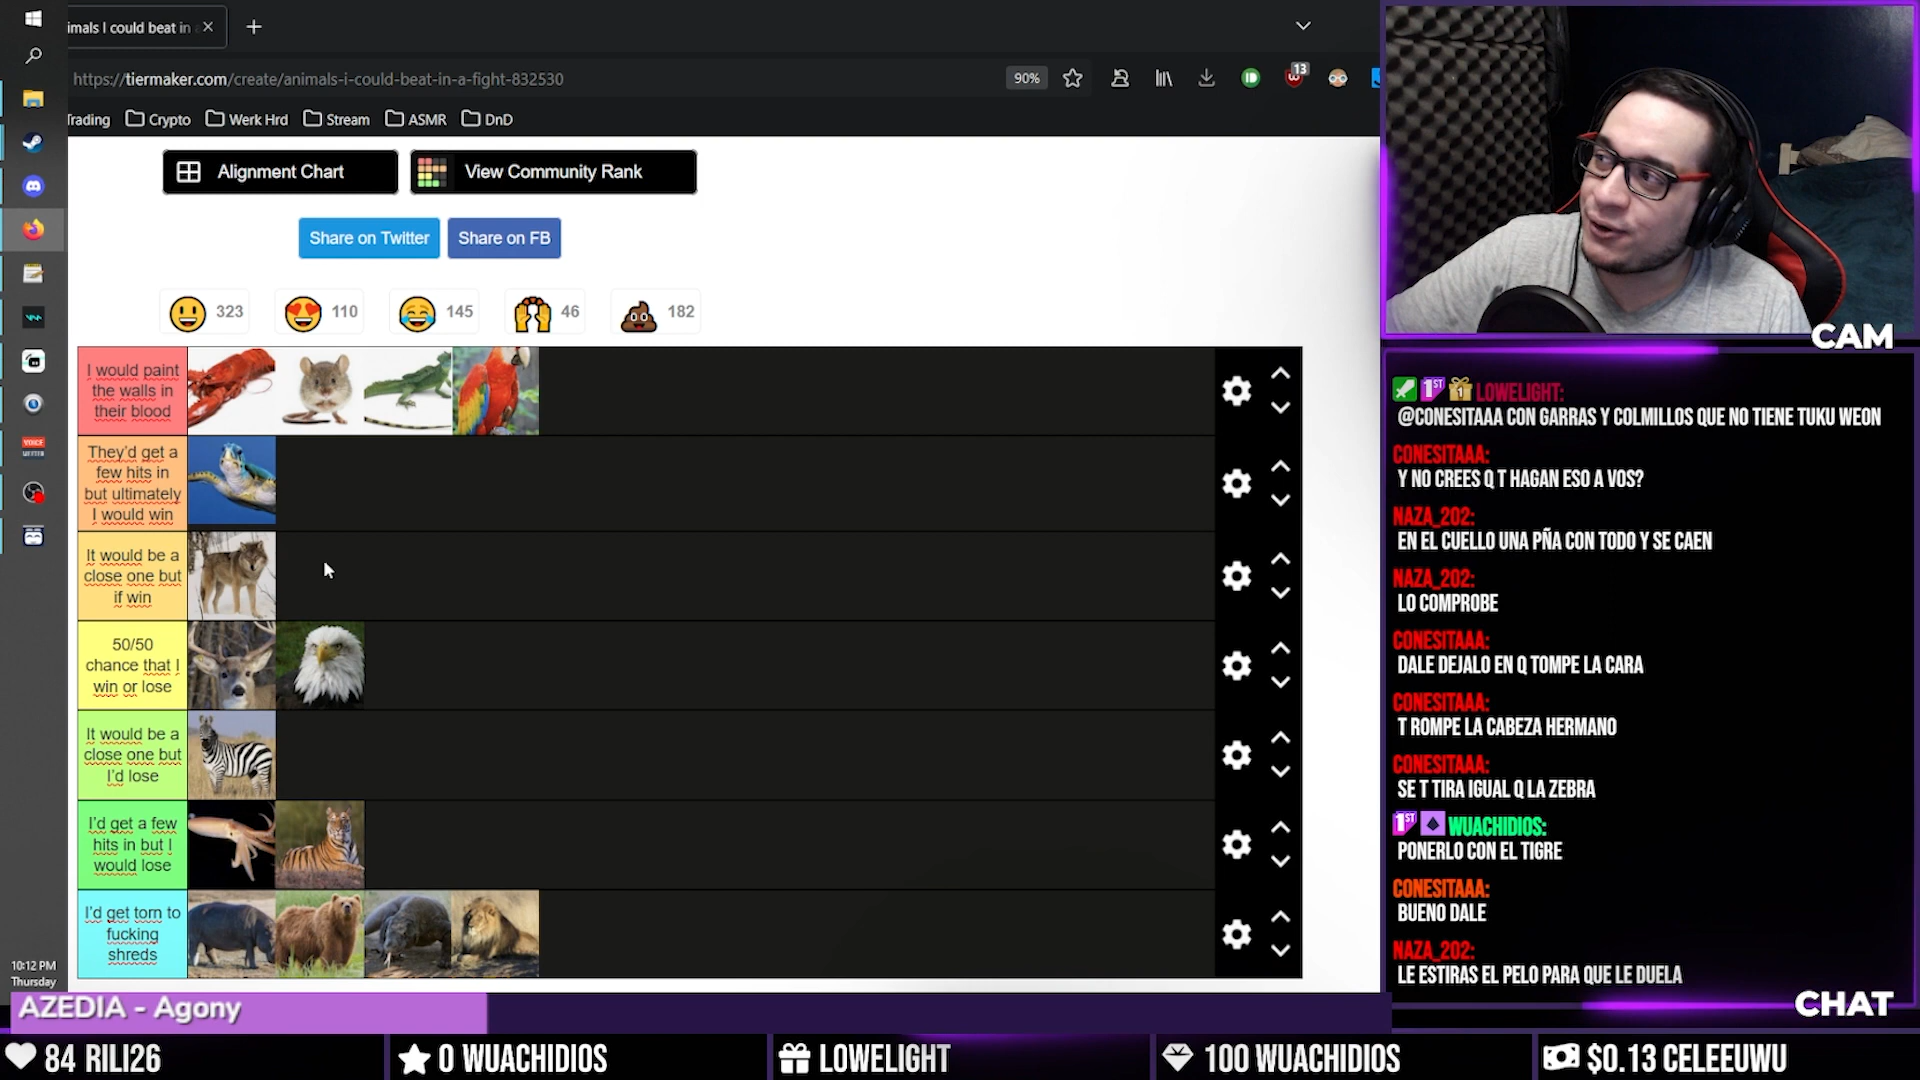 imals I could beat in
https://tiermaker.com/create/animals-i-could-beat-in-a-fight-832530
90%
13
Trading
Crypto
Werk Hrd
Stream
ASMR
DnD
Alignment Chart
View Community Rank
Share on Twitter
Share on FB
323
110
145
46
182
I would paint
the walls in
their blood
They'd get a
few hits in
but ultimately
I would win
It would be a
close one but
if win
50/50
chance that I
win or lose
It would be a
close one but
I'd lose
I'd get a few
hits in but I
would lose
I'd get torn to
fucking
shreds
10:12 PM
Thursday
CAM
1ST
1
LOWELIGHT:
@CONESITAAA CON GARRAS Y COLMILLOS QUE NO TIENE TUKU WEON
CONESITAAA:
Y NO CREES Q T HAGAN ESO A VOS?
NAZA_202:
EN EL CUELLO UNA PÑA CON TODO Y SE CAEN
NAZA_202:
LO COMPROBE
CONESITAAA:
DALE DEJALO EN Q TOMPE LA CARA
CONESITAAA:
T ROMPE LA CABEZA HERMANO
CONESITAAA:
SE T TIRA IGUAL Q LA ZEBRA
1ST
WUACHIDIOS:
PONERLO CON EL TIGRE
CONESITAAA:
BUENO DALE
NAZA_202:
LE ESTIRAS EL PELO PARA QUE LE DUELA
CHAT
AZEDIA - Agony
84 RILI26
0 WUACHIDIOS
LOWELIGHT
100 WUACHIDIOS
$0.13 CELEEUWU